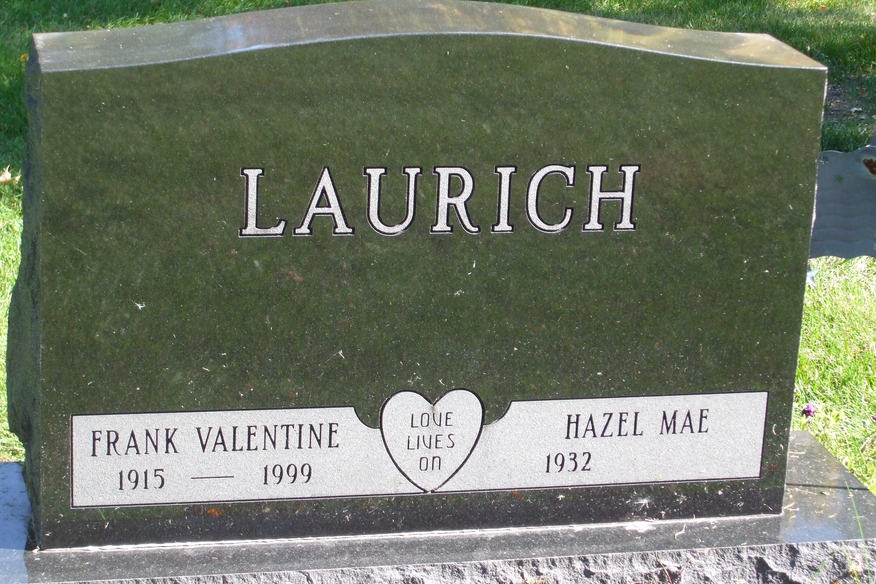 LAURICH
FRANK VALENTINE
1915 — 1999
LOVE
LIVES
ON
HAZEL MAE
1932